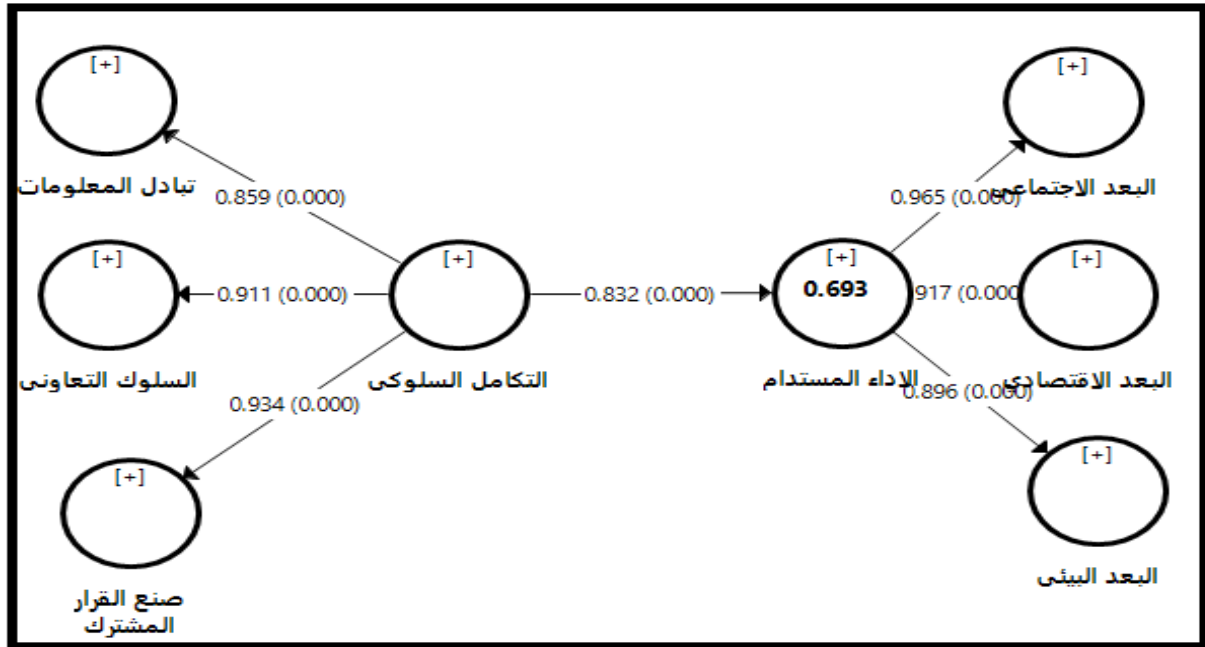 [+]
[+]
تبادل المعلومات
0.859 (0.000)
البعد الاجتماعي
0.965 (0.000)
[+]
[+]
[+]
[+]
0.693
0.911 (0.000)
0.832 (0.000)
917 (0.000
السلوك التعاوني
التكامل السلوكي
الاداء المستدام
البعد الاقتصادي
0.934 (0.000)
0.896 (0.000)
[+]
[+]
صنع القرار
المشترك
البعد البيئي